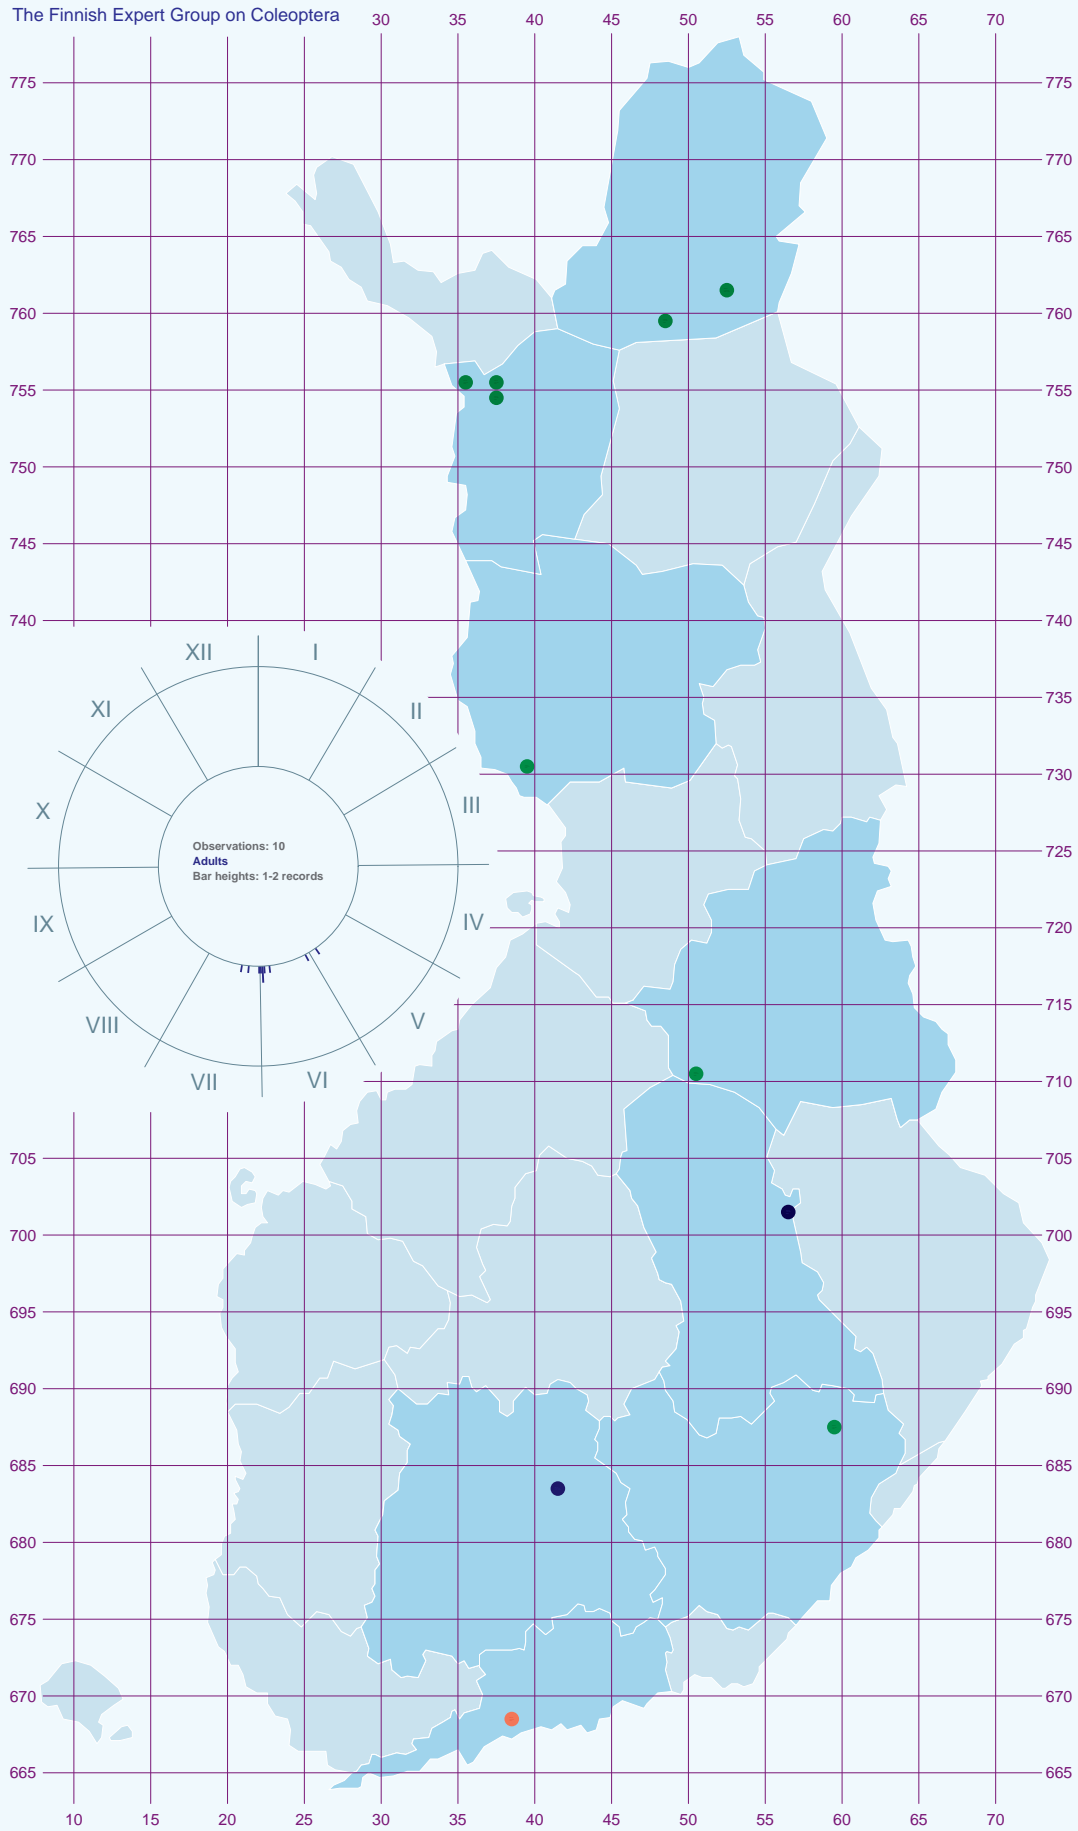 The Finnish Expert Group on Coleoptera
30 35 40 45 50 55 60 65 70
775 775
770 770
765 765
760 760
755 755
750 750
745 745
740 740
XII I
XI II
735
730
X III
Observations: 10
Adults
Bar heights: 1-2 records
725
IX IV
720
VIII V
715
VII VI
710
705 705
700 700
695 695
690 690
685 685
680 680
675 675
670 670
665 665
10 15 20 25 30 35 40 45 50 55 60 65 70